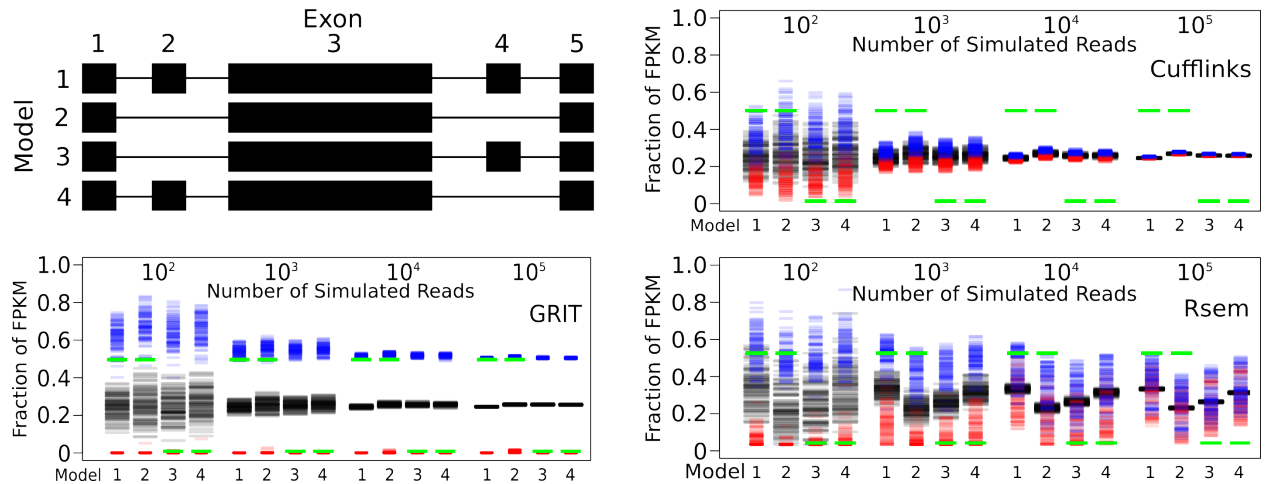 Exon
1 2 3 4 5
Model
1
2
3
4
Fraction of FPKM
1.0
0.8
0.6
0.4
0.2
0
10² 10³ 10⁴ 10⁵
Number of Simulated Reads
Cufflinks
Model 1 2 3 4 1 2 3 4 1 2 3 4 1 2 3 4
Fraction of FPKM
1.0
0.8
0.6
0.4
0.2
0
10² 10³ 10⁴ 10⁵
Number of Simulated Reads
GRIT
Model 1 2 3 4 1 2 3 4 1 2 3 4 1 2 3 4
Fraction of FPKM
1.0
0.8
0.6
0.4
0.2
0
10² 10³ 10⁴ 10⁵
Number of Simulated Reads
Rsem
Model 1 2 3 4 1 2 3 4 1 2 3 4 1 2 3 4